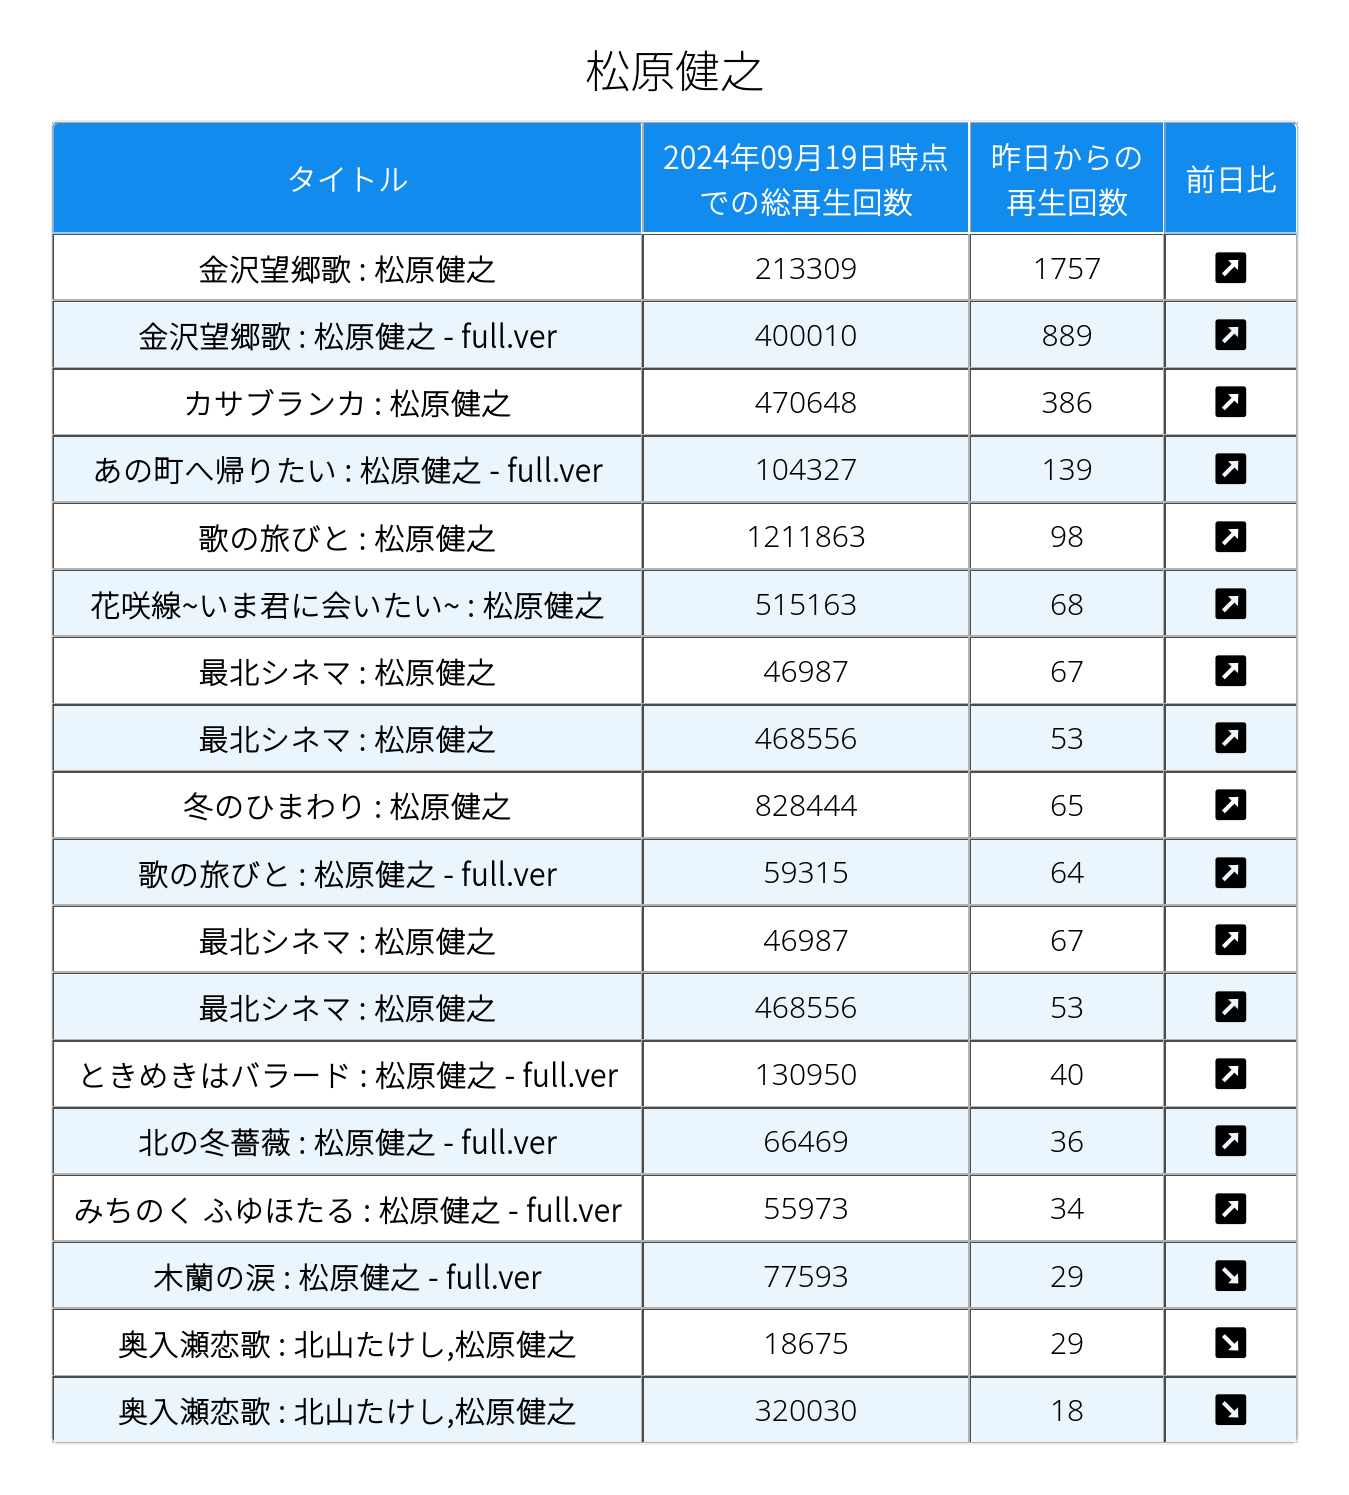 松原健之
タイトル 2024年09月19日時点 昨日からの 前日比
での総再生回数 再生回数
金沢望郷歌 : 松原健之 213309 1757 ↗
金沢望郷歌 : 松原健之 - full.ver 400010 889 ↗
カサブランカ : 松原健之 470648 386 ↗
あの町へ帰りたい : 松原健之 - full.ver 104327 139 ↗
歌の旅びと : 松原健之 1211863 98 ↗
花咲線~いま君に会いたい~ : 松原健之 515163 68 ↗
最北シネマ : 松原健之 46987 67 ↗
最北シネマ : 松原健之 468556 53 ↗
冬のひまわり : 松原健之 828444 65 ↗
歌の旅びと : 松原健之 - full.ver 59315 64 ↗
最北シネマ : 松原健之 46987 67 ↗
最北シネマ : 松原健之 468556 53 ↗
ときめきはバラード : 松原健之 - full.ver 130950 40 ↗
北の冬薔薇 : 松原健之 - full.ver 66469 36 ↗
みちのく ふゆほたる : 松原健之 - full.ver 55973 34 ↗
木蘭の涙 : 松原健之 - full.ver 77593 29 ↘
奥入瀬恋歌 : 北山たけし,松原健之 18675 29 ↘
奥入瀬恋歌 : 北山たけし,松原健之 320030 18 ↘